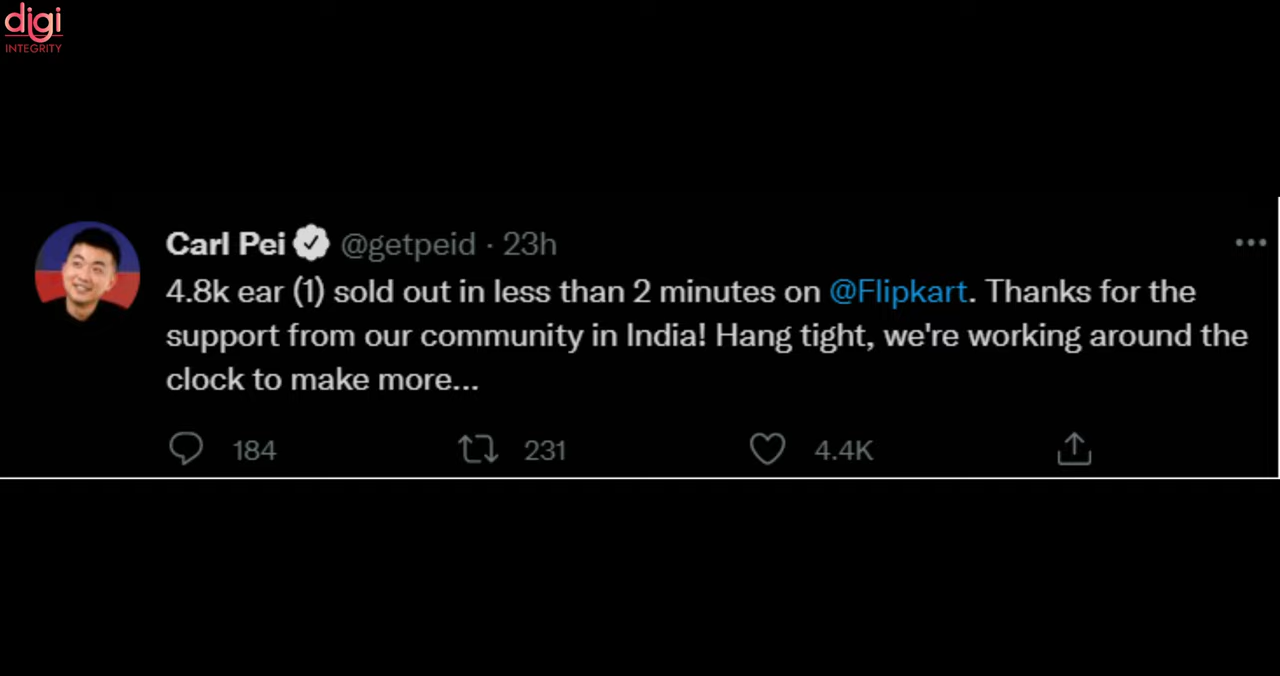 digi
INTEGRITY
Carl Pei @getpeid · 23h
4.8k ear (1) sold out in less than 2 minutes on @Flipkart. Thanks for the
support from our community in India! Hang tight, we're working around the
clock to make more...
184 231 4.4K